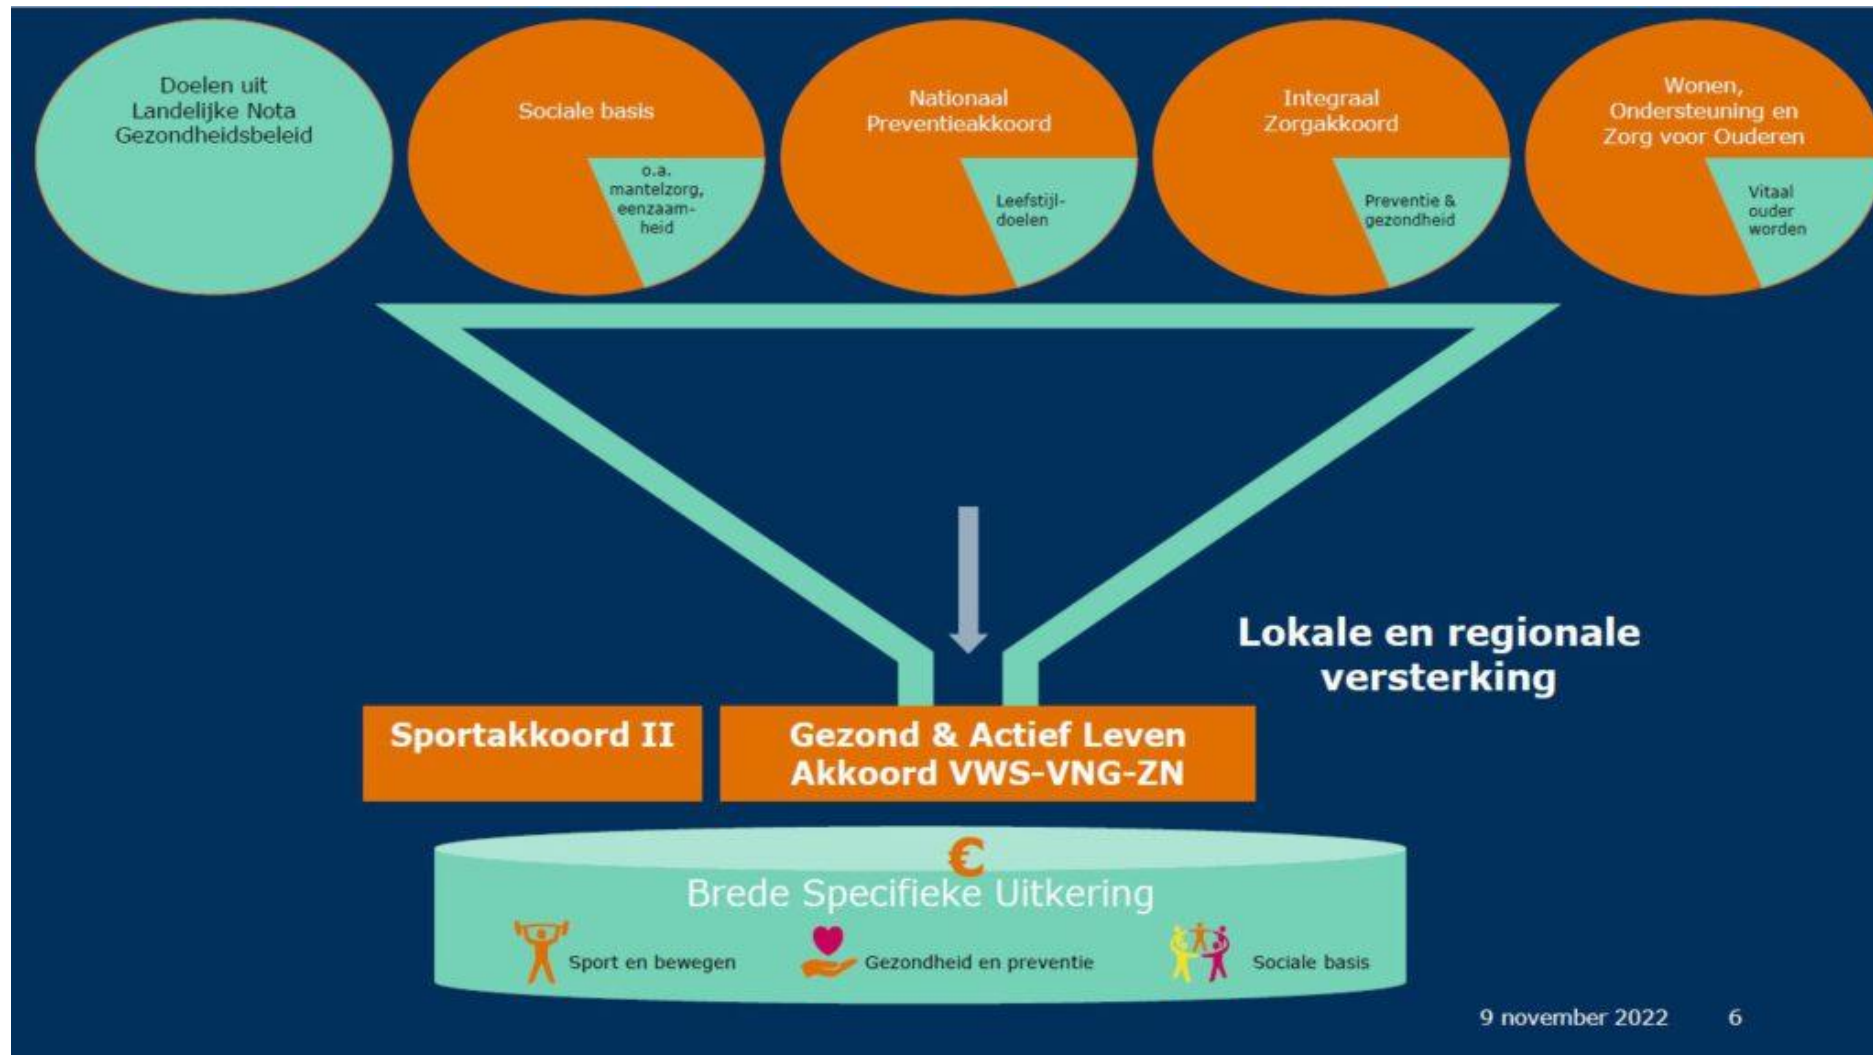 Doelen uit
Landelijke Nota
Gezondheidsbeleid
Sociale basis
o.a.
mantelzorg,
eenzaam-
heid
Nationaal
Preventieakkoord
Leefstijl-
doelen
Integraal
Zorgakkoord
Preventie &
gezondheid
Wonen,
Ondersteuning en
Zorg voor Ouderen
Vitaal
ouder
worden
Lokale en regionale
versterking
Sportakkoord II
Gezond & Actief Leven
Akkoord VWS-VNG-ZN
€
Brede Specifieke Uitkering
Sport en bewegen
Gezondheid en preventie
Sociale basis
9 november 2022 6